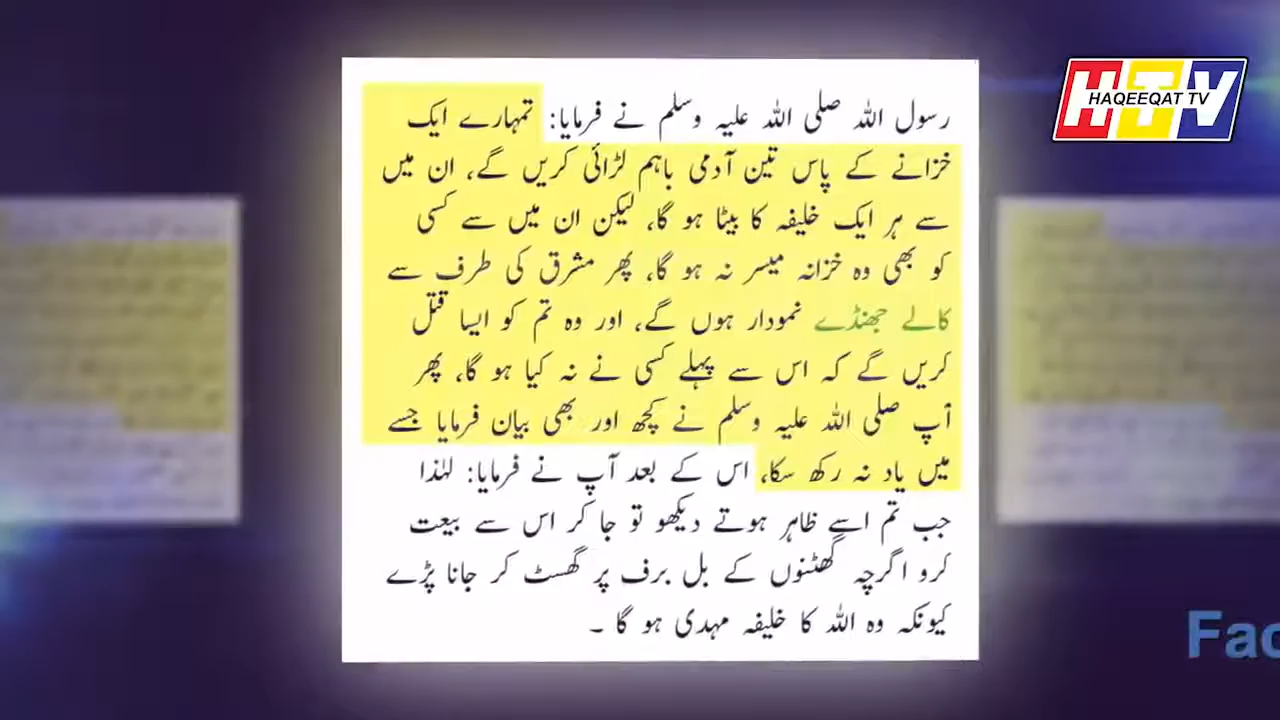 HTV
HAQEEQAT TV
رسول اللہ صلی اللہ علیہ وسلم نے فرمایا: تمہارے ایک
خزانے کے پاس تین آدمی باہم لڑائی کریں گے، ان میں
سے ہر ایک خلیفہ کا بیٹا ہو گا، لیکن ان میں سے کسی
کو بھی وہ خزانہ میسر نہ ہو گا، پھر مشرق کی طرف سے
کالے جھنڈے نمودار ہوں گے، اور وہ تم کو ایسا قتل
کریں گے کہ اس سے پہلے کسی نے نہ کیا ہو گا، پھر
آپ صلی اللہ علیہ وسلم نے کچھ اور بھی بیان فرمایا جسے
میں یاد نہ رکھ سکا، اس کے بعد آپ نے فرمایا: لہٰذا
جب تم اسے ظاہر ہوتے دیکھو تو جا کر اس سے بیعت
کرو اگرچہ گھٹنوں کے بل برف پر گھسٹ کر جانا پڑے
کیونکہ وہ اللہ کا خلیفہ مہدی ہو گا ۔
Fac